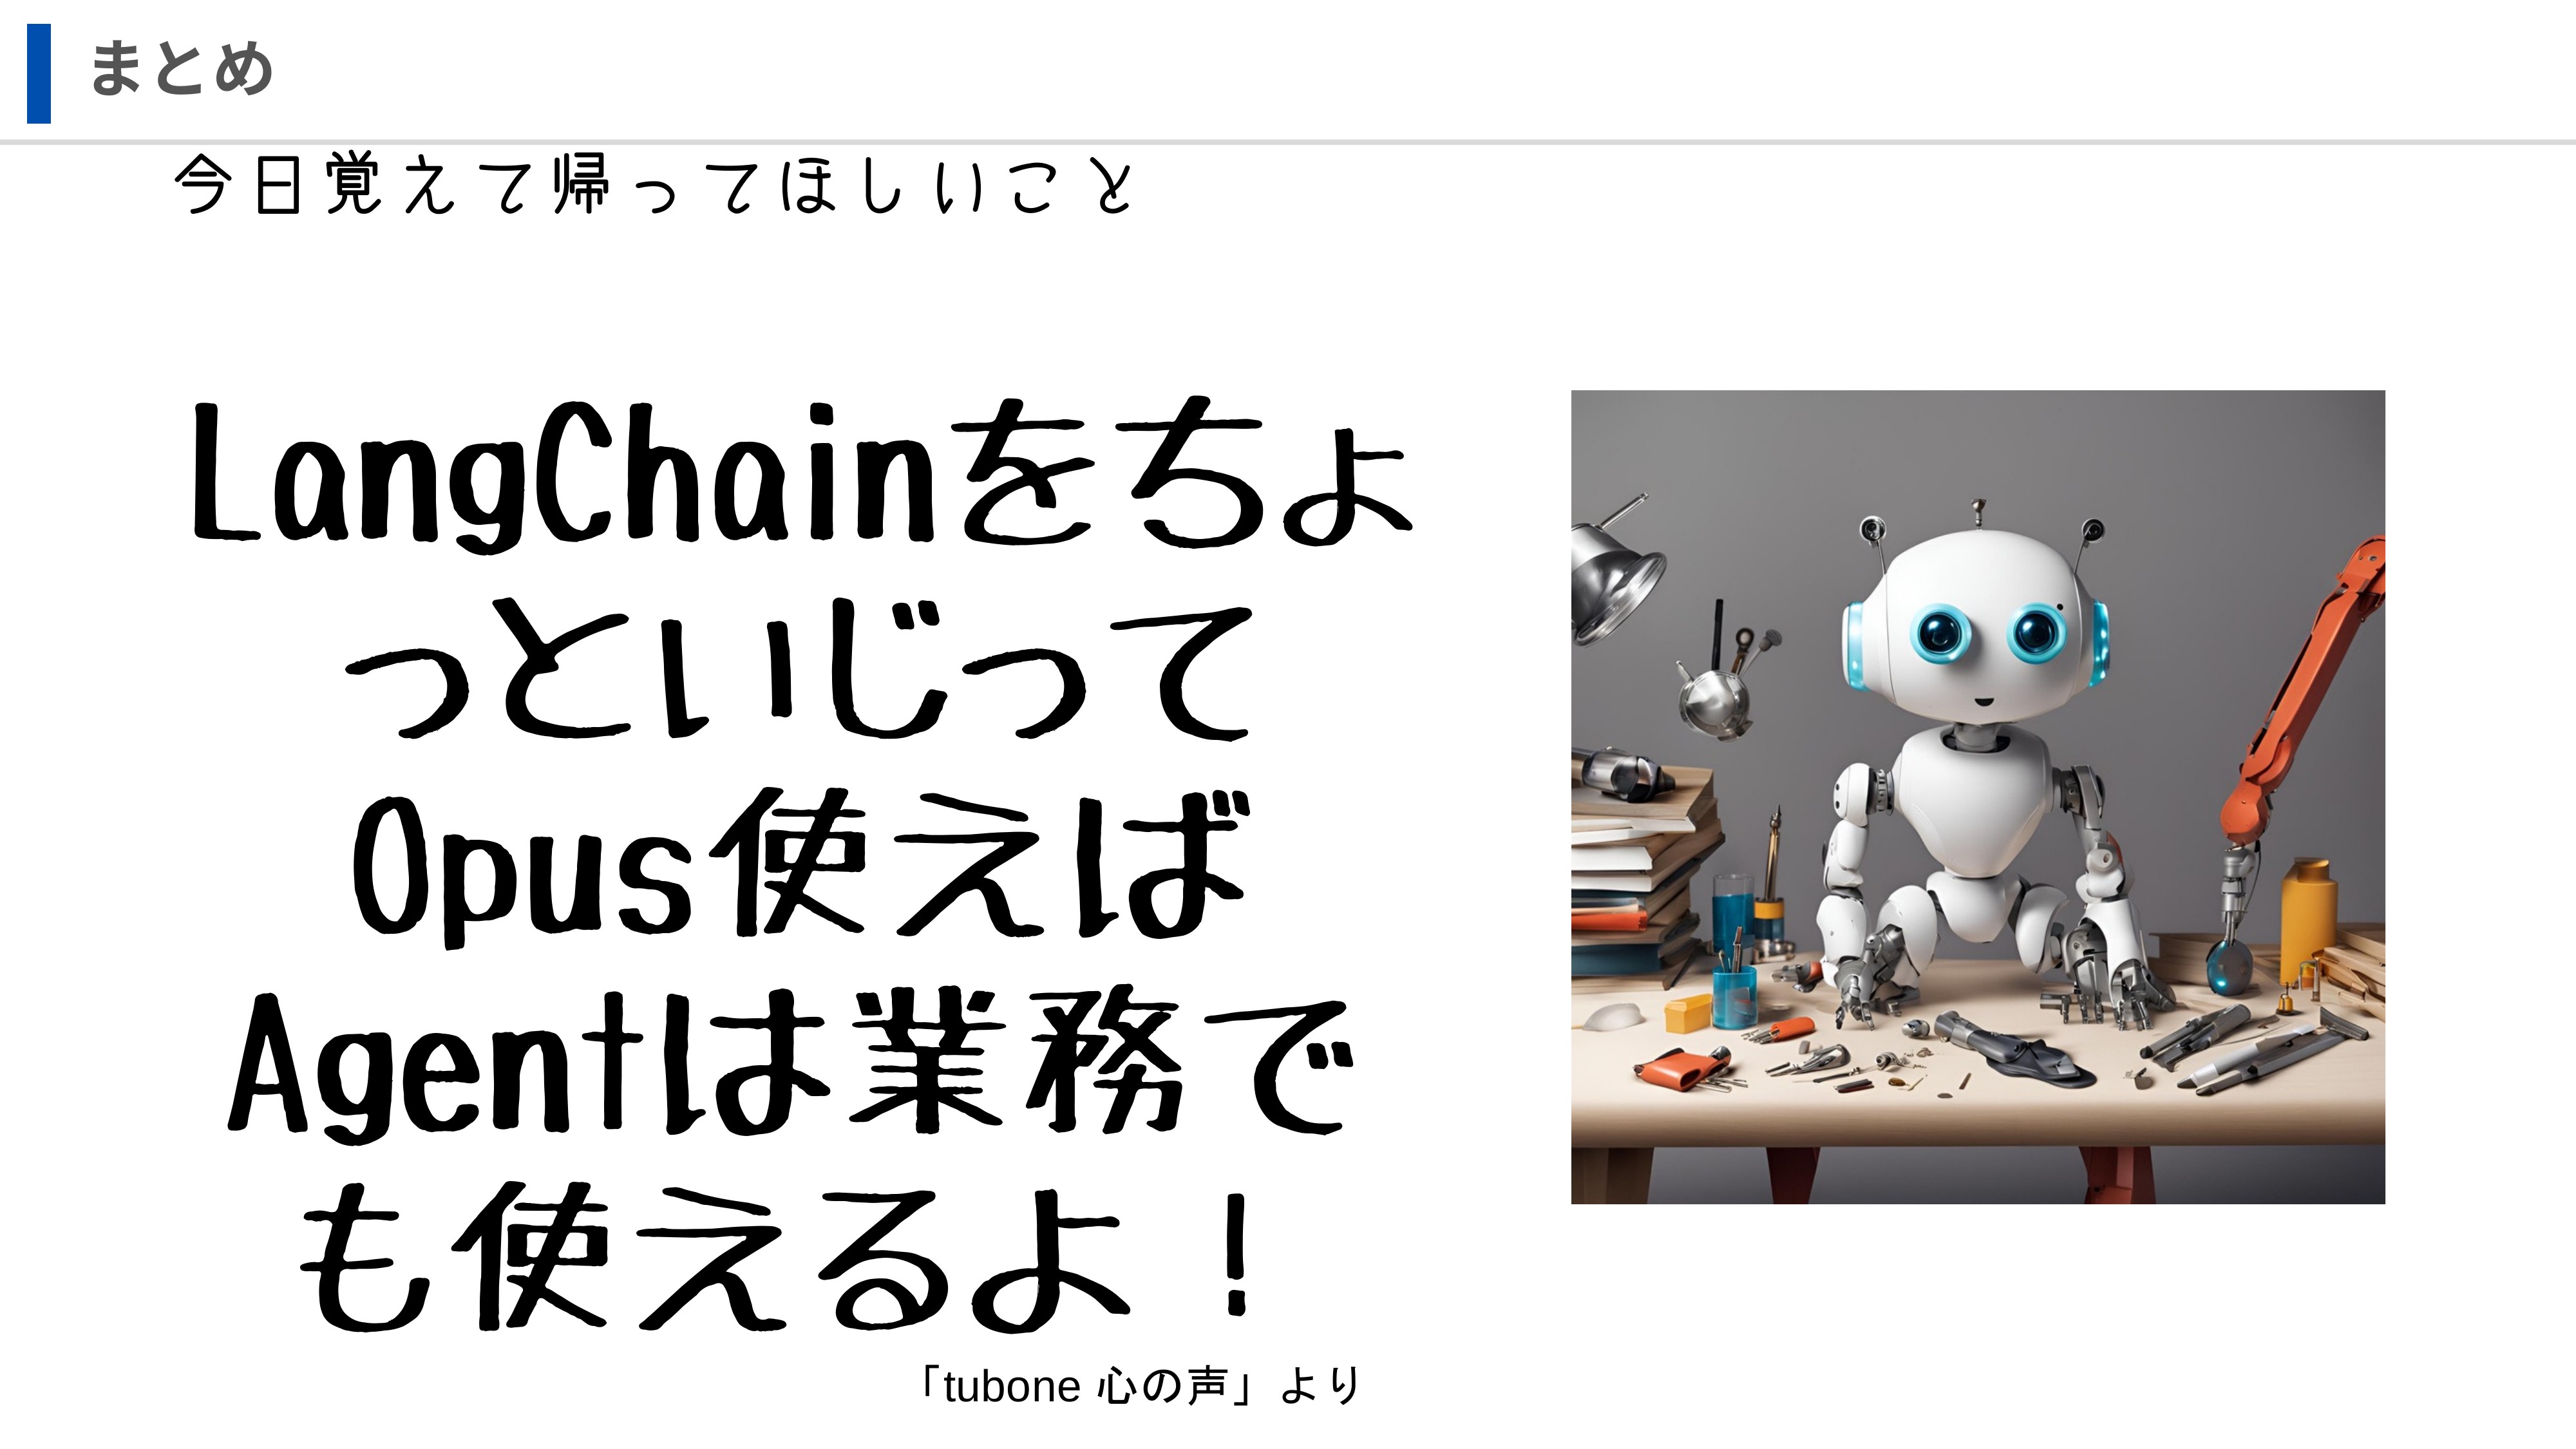 まとめ
今日覚えて帰ってほしいこと
LangChainをちょ
っといじって
Opus使えば
Agentは業務で
も使えるよ！
「tubone 心の声」より